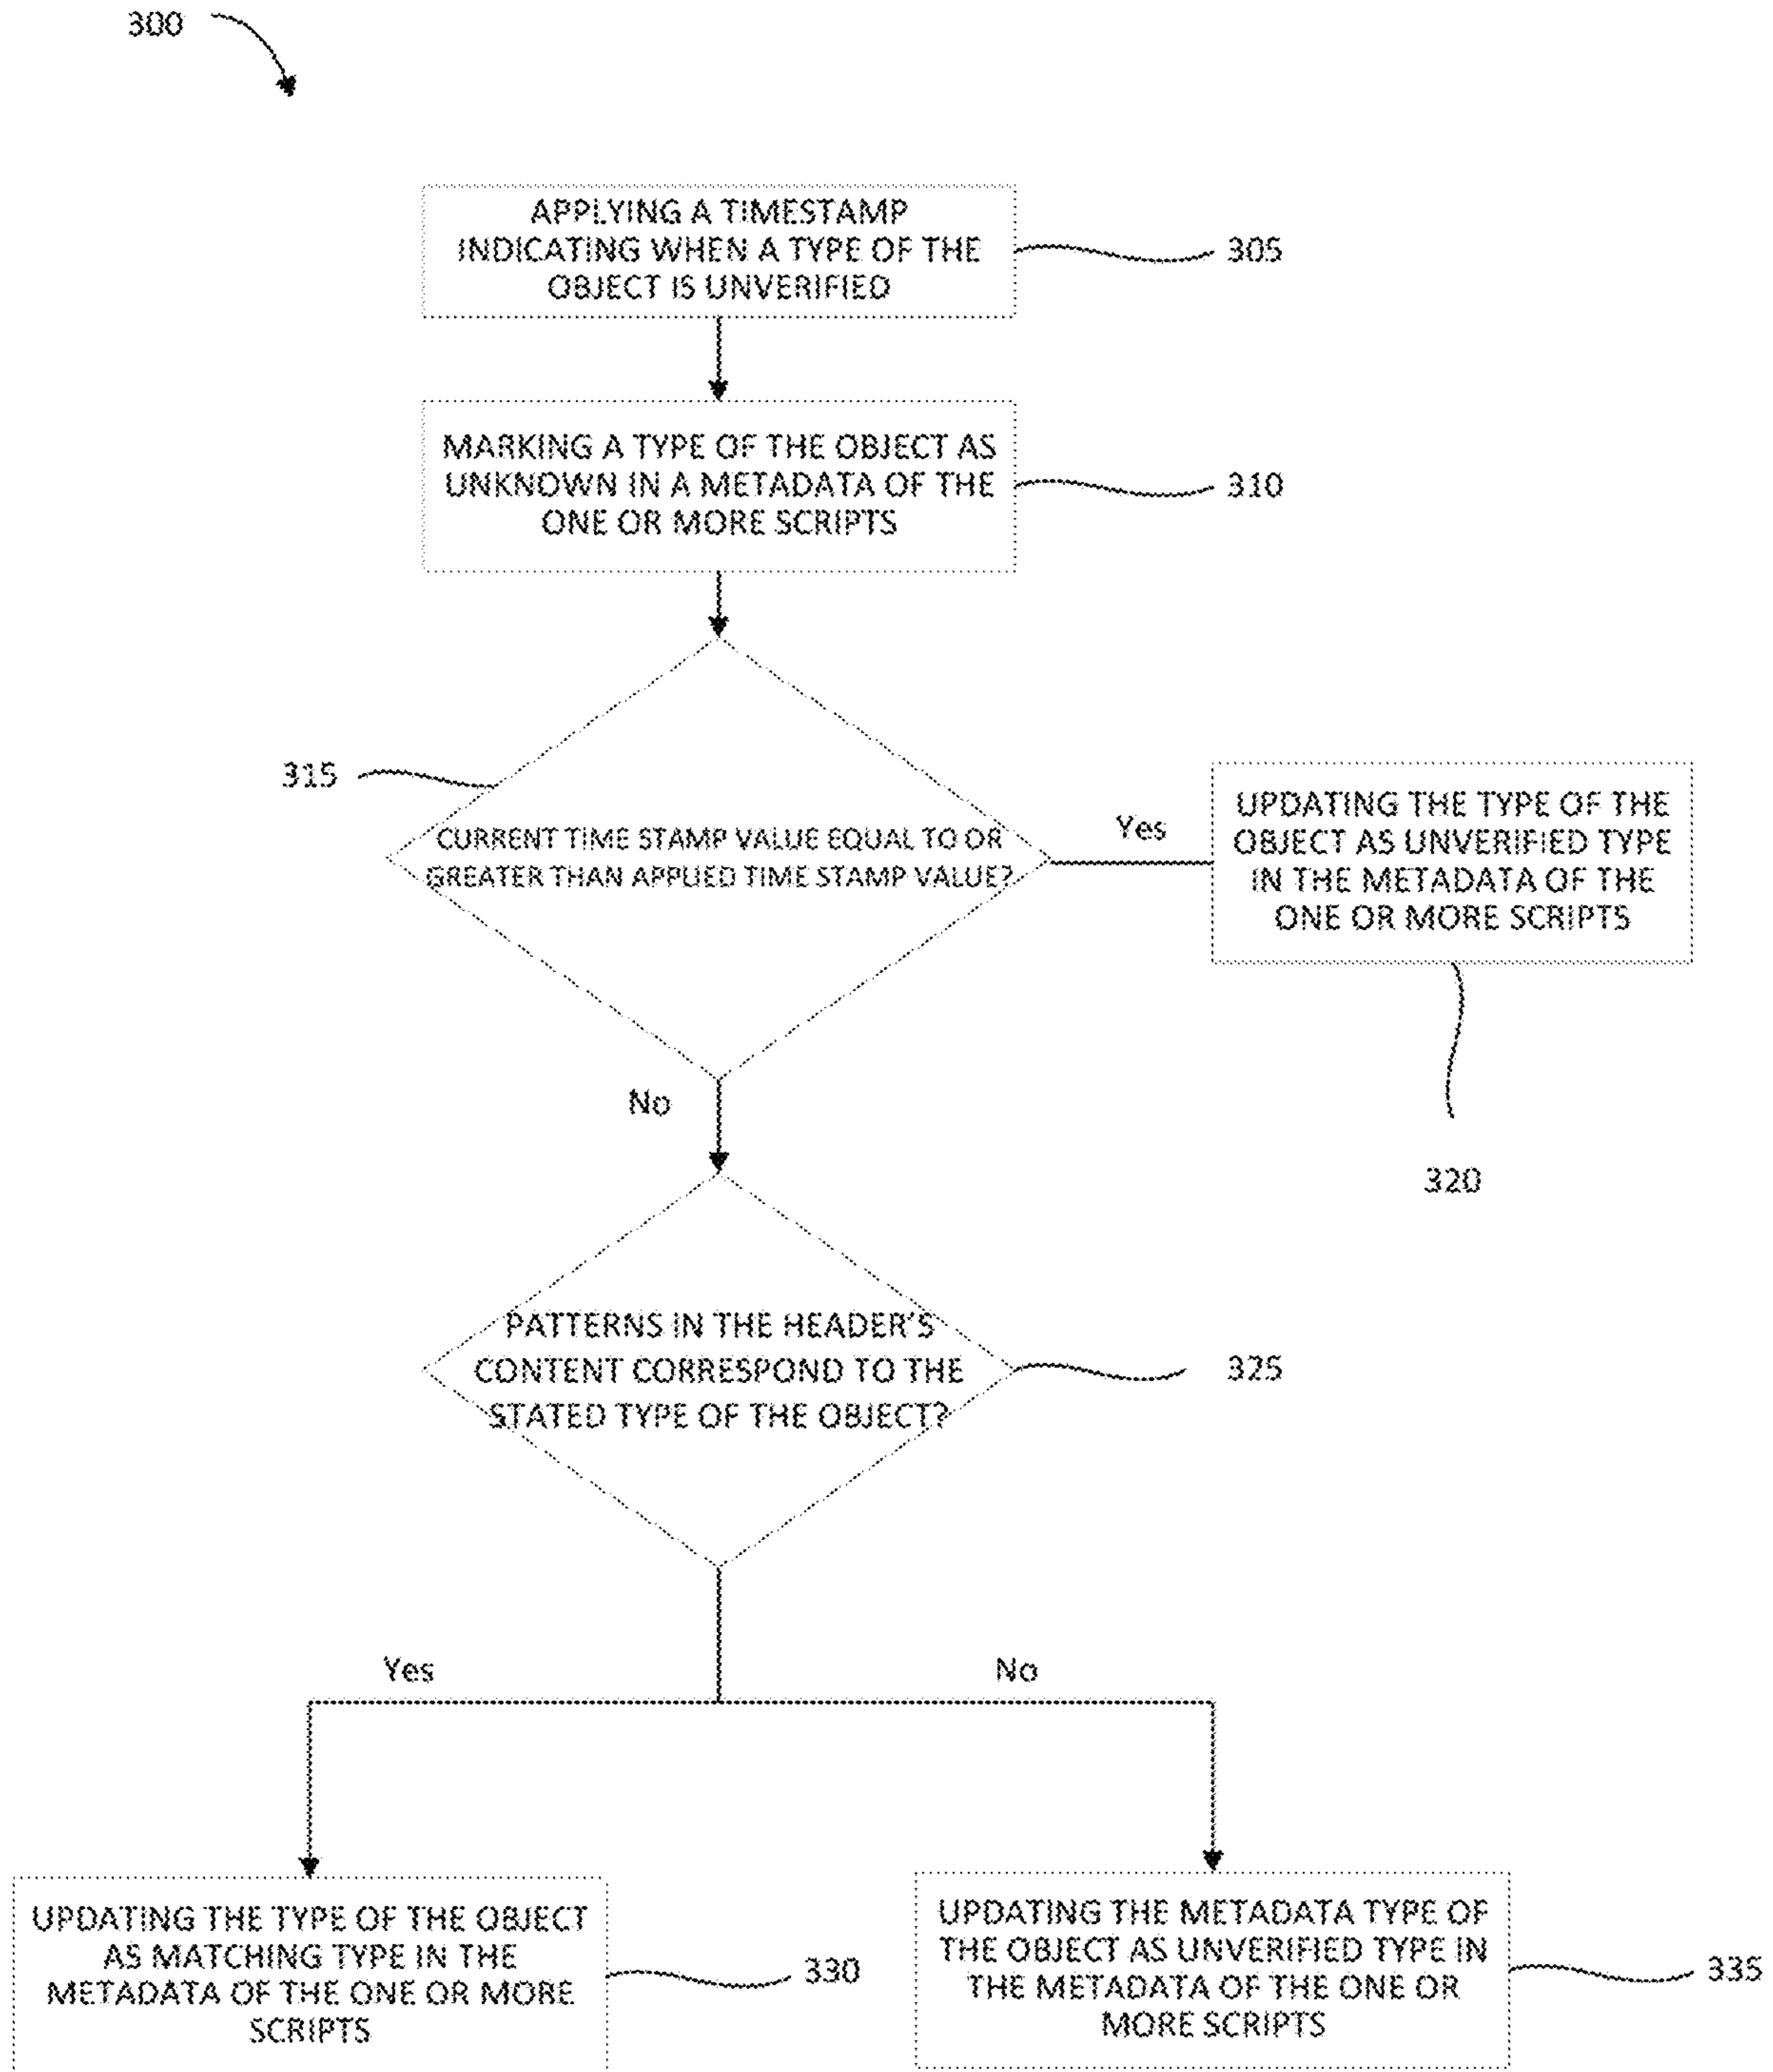 300
APPLYING A TIMESTAMP
INDICATING WHEN A TYPE OF THE
OBJECT IS UNVERIFIED
305
MARKING A TYPE OF THE OBJECT AS
UNKNOWN IN A METADATA OF THE
ONE OR MORE SCRIPTS
310
315
CURRENT TIME STAMP VALUE EQUAL TO OR
GREATER THAN APPLIED TIME STAMP VALUE?
Yes
UPDATING THE TYPE OF THE
OBJECT AS UNVERIFIED TYPE
IN THE METADATA OF THE
ONE OR MORE SCRIPTS
320
No
PATTERNS IN THE HEADER'S
CONTENT CORRESPOND TO THE
STATED TYPE OF THE OBJECT?
325
Yes
No
UPDATING THE TYPE OF THE OBJECT
AS MATCHING TYPE IN THE
METADATA OF THE ONE OR MORE
SCRIPTS
330
UPDATING THE METADATA TYPE OF
THE OBJECT AS UNVERIFIED TYPE IN
THE METADATA OF THE ONE OR
MORE SCRIPTS
335